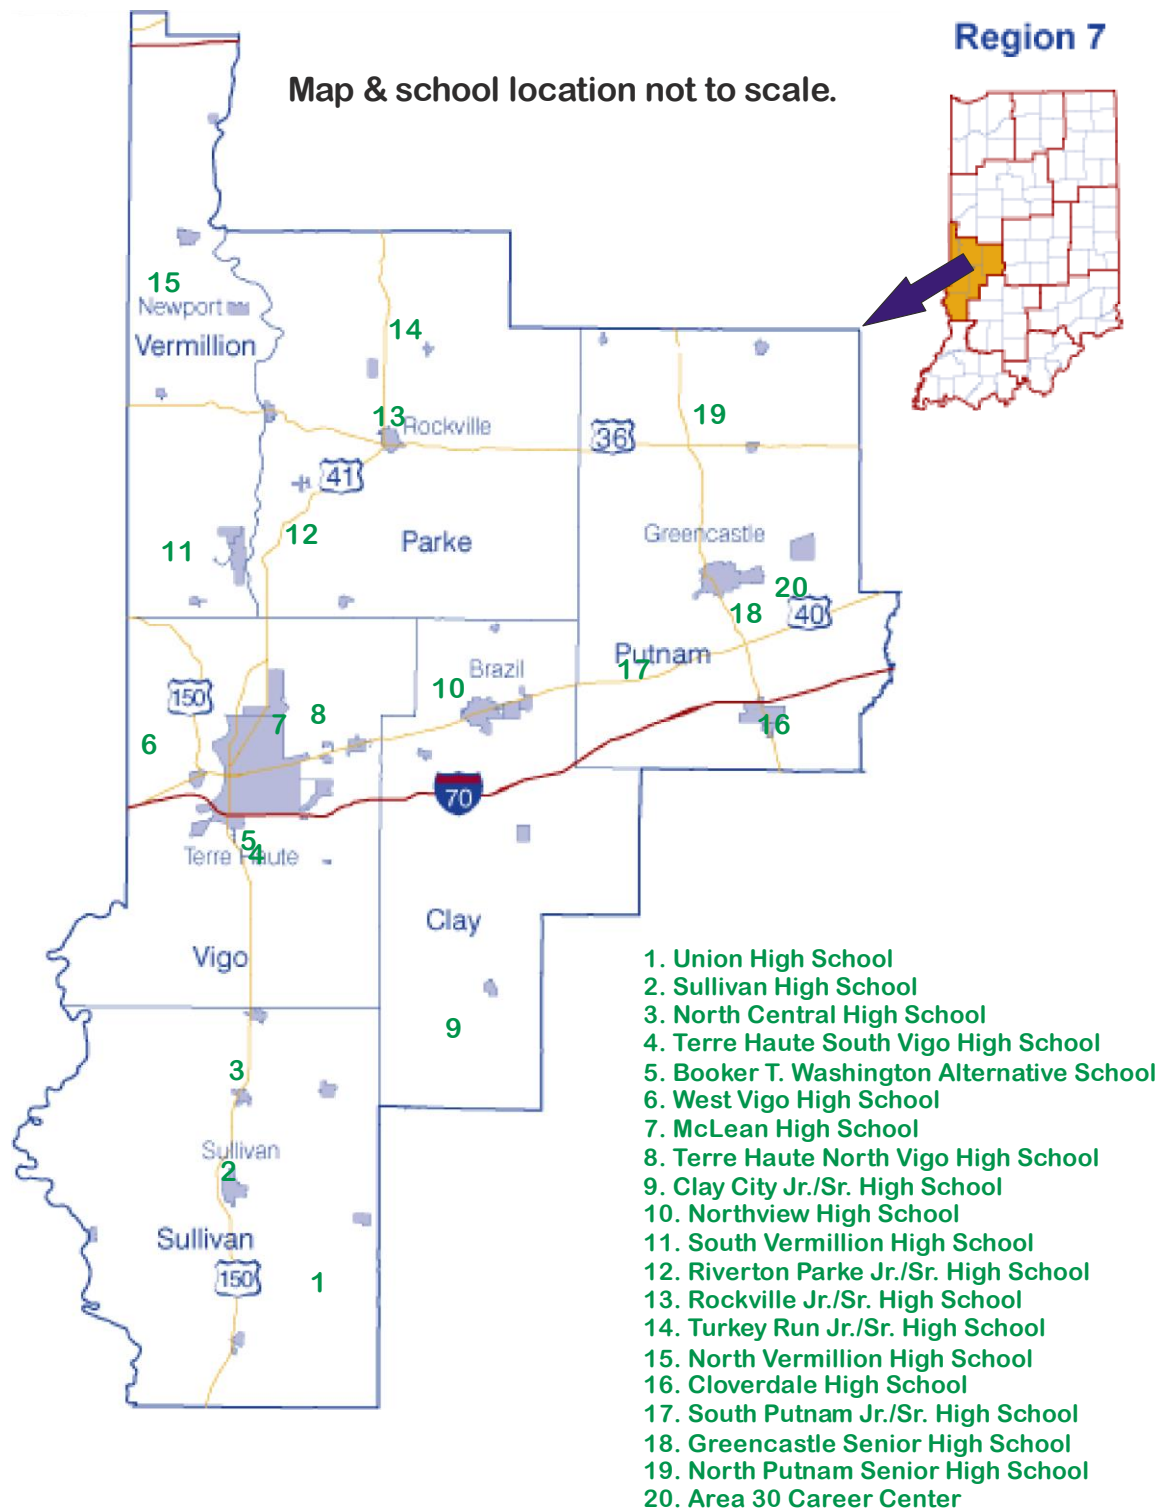 Region 7
Map & school location not to scale.
15
Newport
14
Vermillion
13
Rockville
19
36
41
12
Parke
11
Greencastle
20
18
40
Putnam
17
Brazil
10
150
7
8
16
6
70
5
4
Terre Haute
Clay
Vigo
9
3
Sullivan
2
Sullivan
150
1
1. Union High School
2. Sullivan High School
3. North Central High School
4. Terre Haute South Vigo High School
5. Booker T. Washington Alternative School
6. West Vigo High School
7. McLean High School
8. Terre Haute North Vigo High School
9. Clay City Jr./Sr. High School
10. Northview High School
11. South Vermillion High School
12. Riverton Parke Jr./Sr. High School
13. Rockville Jr./Sr. High School
14. Turkey Run Jr./Sr. High School
15. North Vermillion High School
16. Cloverdale High School
17. South Putnam Jr./Sr. High School
18. Greencastle Senior High School
19. North Putnam Senior High School
20. Area 30 Career Center